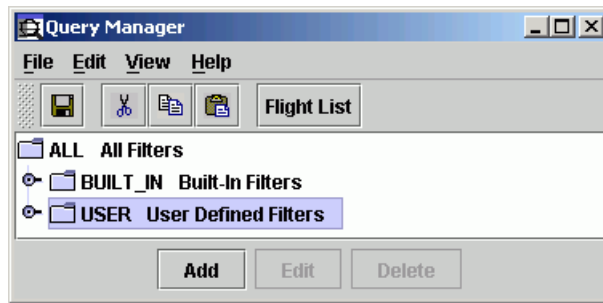 Query Manager
File Edit View Help
Flight List
ALL All Filters
BUILT_IN Built-In Filters
USER User Defined Filters
Add Edit Delete